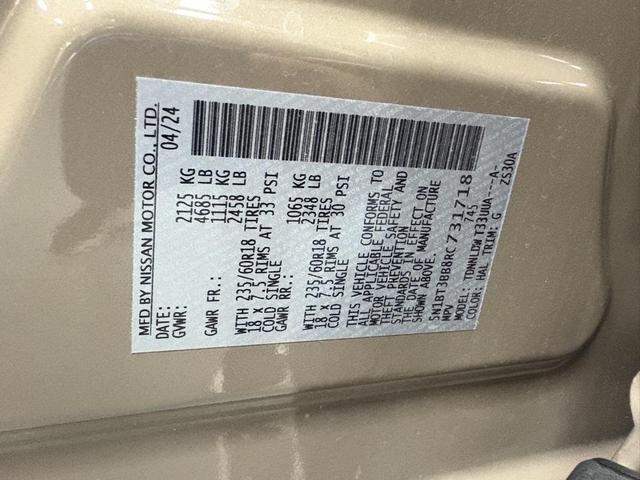 MFD BY NISSAN MOTOR CO., LTD.
DATE: 04/24
GVWR: 2125 KG
4685 LB
GAWR FR.: 1115 KG
2458 LB
WITH 235/60R18 TIRES
18 x 7.5 RIMS AT 33 PSI
COLD SINGLE
GAWR RR.: 1065 KG
2348 LB
WITH 235/60R18 TIRES
18 x 7.5 RIMS AT 30 PSI
COLD SINGLE
THIS VEHICLE CONFORMS TO
ALL APPLICABLE FEDERAL
MOTOR VEHICLE SAFETY AND
THEFT PREVENTION
STANDARDS IN EFFECT ON
THE DATE OF MANUFACTURE
SHOWN ABOVE.
5N1BT3BBBRC731718
MPV 745
MODEL: TDNNLDWT33UUA---A-
COLOR: HAL TRIM: G ZS30A